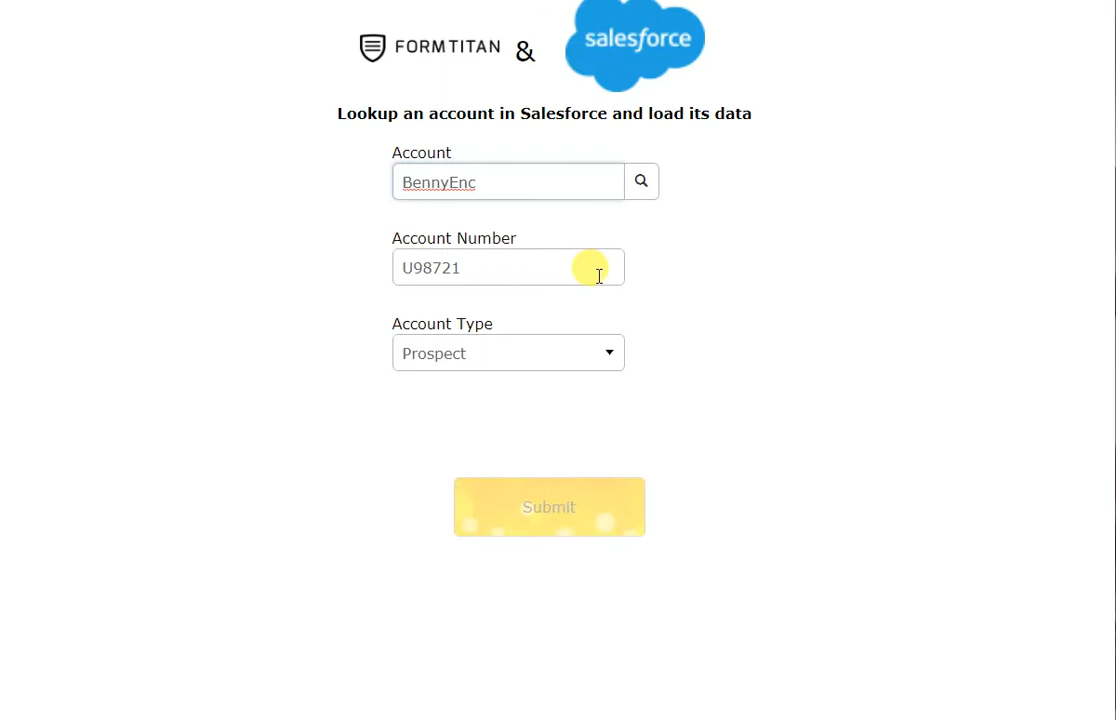 FORMTITAN & salesforce
Lookup an account in Salesforce and load its data
Account
BennyEnc
Account Number
U98721
Account Type
Prospect
Submit